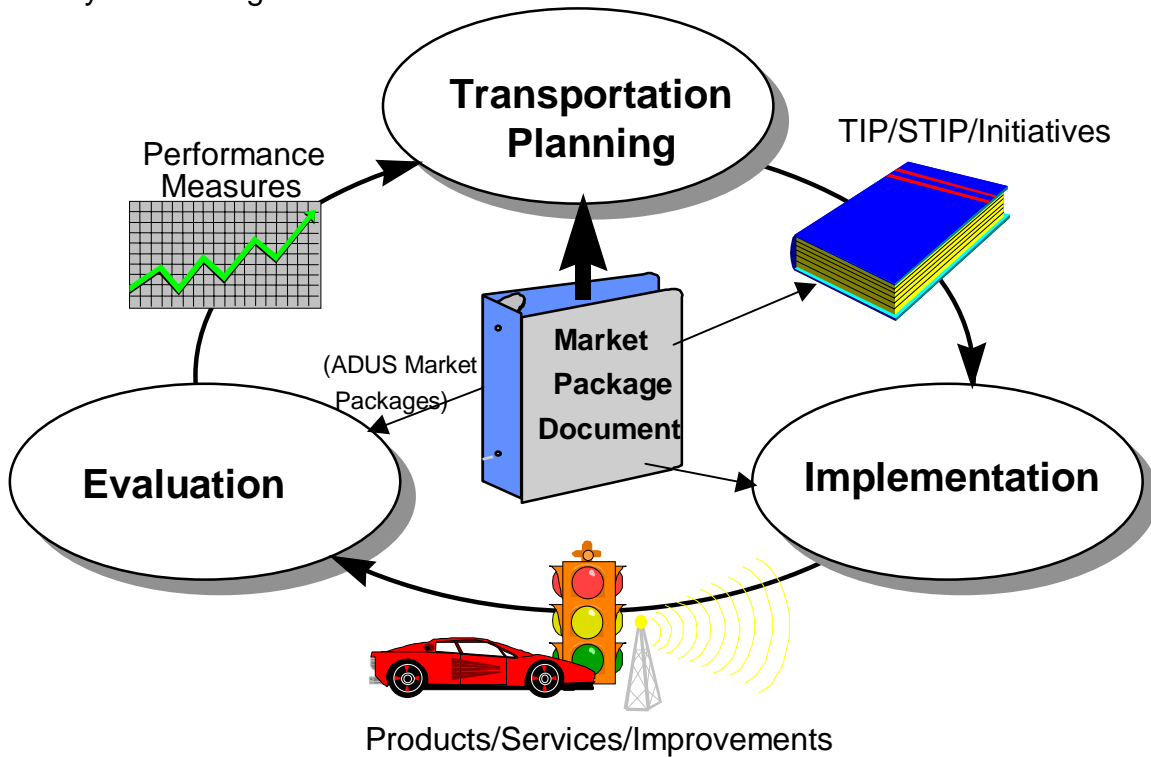 Transportation
Planning
TIP/STIP/Initiatives
Performance
Measures
Market
Package
Document
(ADUS Market
Packages)
Evaluation
Implementation
Products/Services/Improvements